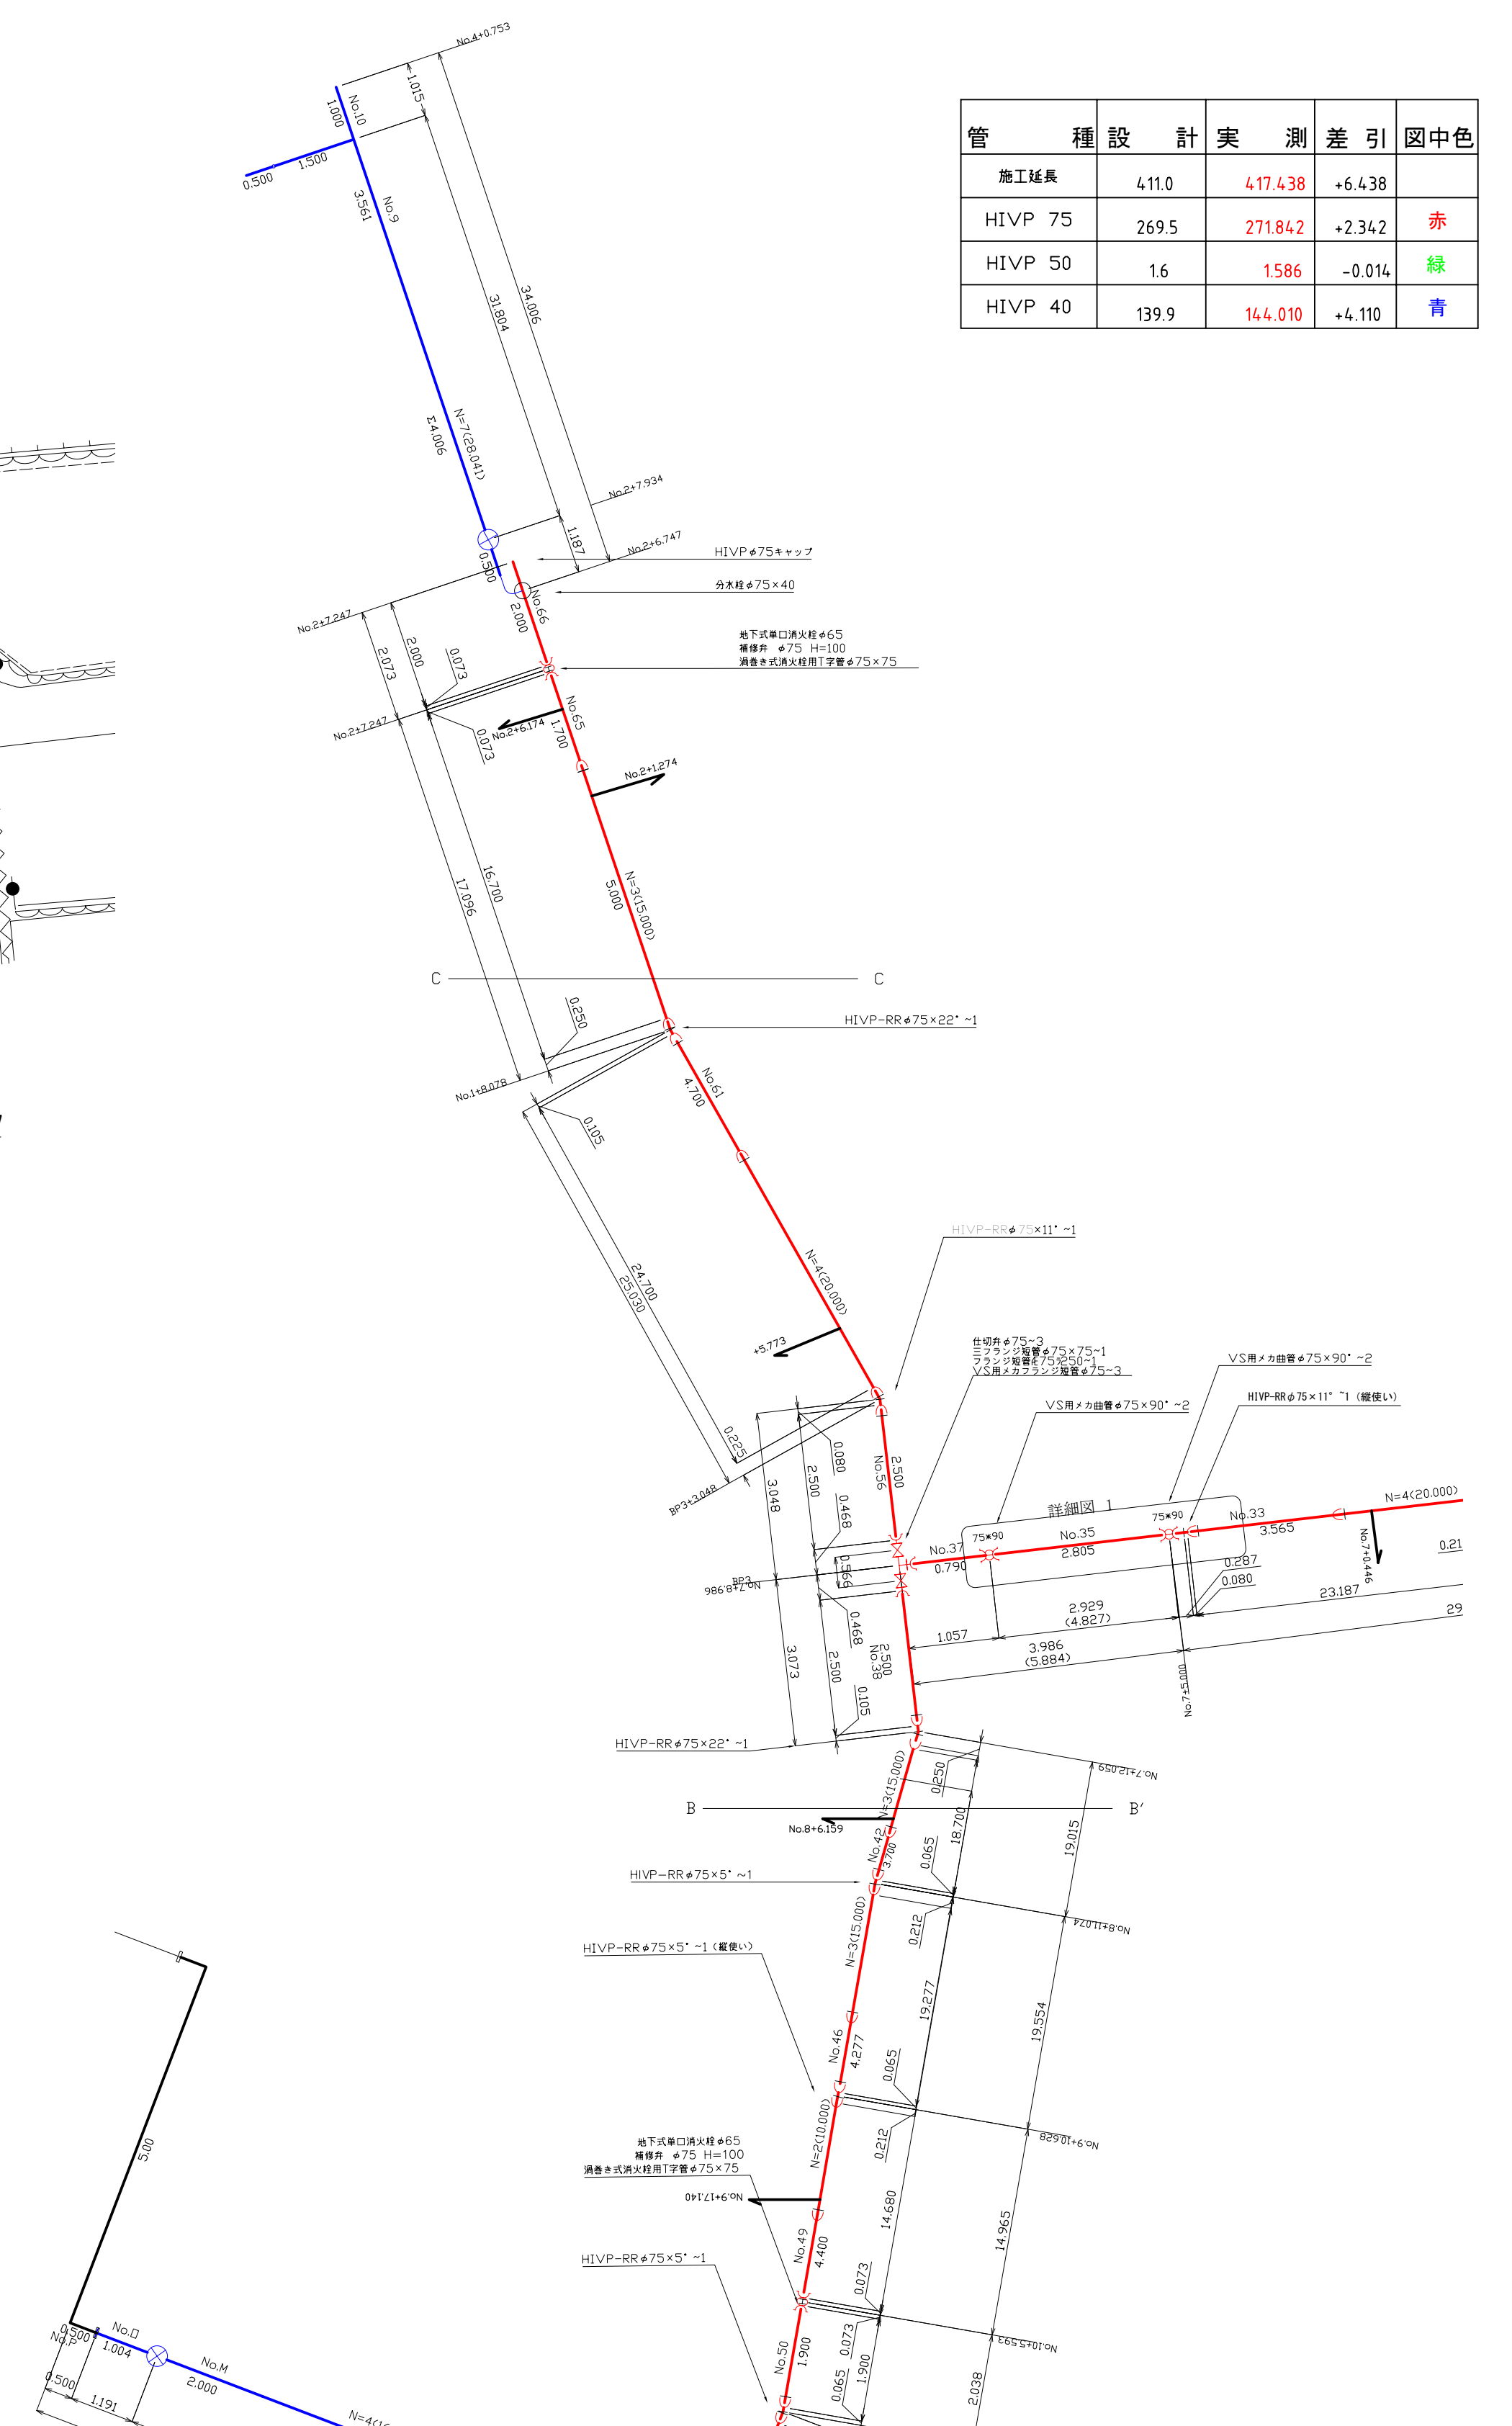 No.4+0.753
1.015
No.10
1.000
1.500
0.500
No.9
3.561
34.006
31.804
N=7(28.041)
Σ4.006
No.2+7.934
1.187
No.2+6.747
0.500
HIVPφ75キャップ
分水栓φ75×40
No.66
2.000
No.2+7.247
2.073
2.000
0.073
地下式単口消火栓φ65
補修弁 φ75 H=100
渦巻き式消火栓用T字管φ75×75
No.2+7.247
0.073
No.2+6.174
No.65
1.700
No.2+1.274
17.096
16.700
5.000
N=3(15.000)
C C
0.250
HIVP-RRφ75×22° ~1
No.1+8.078
No.61
4.700
0.105
24.700
25.030
N=4(20.000)
HIVP-RRφ75×11° ~1
+5.773
0.225
BP3+3.048
仕切弁φ75~3
三フランジ短管φ75×75~1
VS用メカフランジ短管φ75~3
VS用メカ曲管φ75×90° ~2
HIVP-RRφ75×11° ~1 (縦使い)
VS用メカ曲管φ75×90° ~2
3.048
2.500
0.080
0.468
No.56
2.500
詳細図 1
75*90
75*90
No.37
0.790
No.35
2.805
No.33
3.565
N=4(20.000)
No.7+0.446
0.21
BP3
No.7+8.986
0.566
0.287
0.080
23.187
29
2.929
(4.827)
1.057
3.986
(5.884)
No.7+5.000
0.468
3.073
2.500
No.38
2.500
0.105
HIVP-RRφ75×22° ~1
N=3(15.000)
0.250
No.7+12.059
B B'
No.8+6.159
No.42
3.700
18.700
19.015
0.065
HIVP-RRφ75×5° ~1
N=3(15.000)
0.212
No.8+11.074
HIVP-RRφ75×5° ~1 (縦使い)
19.277
19.554
No.46
4.277
0.065
N=2(10.000)
0.212
No.9+10.628
地下式単口消火栓φ65
補修弁 φ75 H=100
渦巻き式消火栓用T字管φ75×75
No.9+17.140
14.680
14.965
No.49
4.400
HIVP-RRφ75×5° ~1
0.073
0.073
No.10+5.593
No.50
1.900
1.900
0.065
2.038
5.00
0.500
No.P
No.口
1.004
No.M
2.000
0.500
1.191
管 種 設 計 実 測 差 引 図中色
施工延長 411.0 417.438 +6.438
HIVP 75 269.5 271.842 +2.342 赤
HIVP 50 1.6 1.586 -0.014 緑
HIVP 40 139.9 144.010 +4.110 青